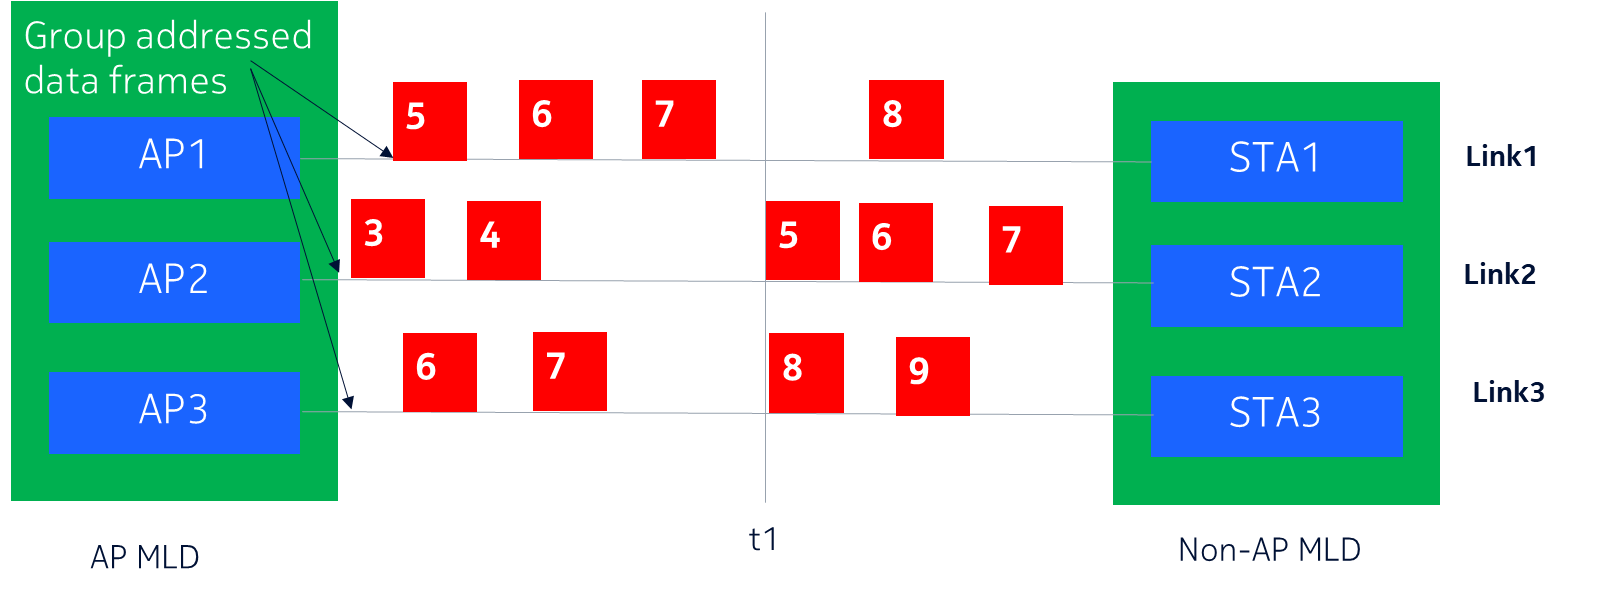 Group addressed
data frames
AP1
5
6
7
8
STA1
Link1
AP2
3
4
5
6
7
STA2
Link2
AP3
6
7
8
9
STA3
Link3
t1
AP MLD
Non-AP MLD